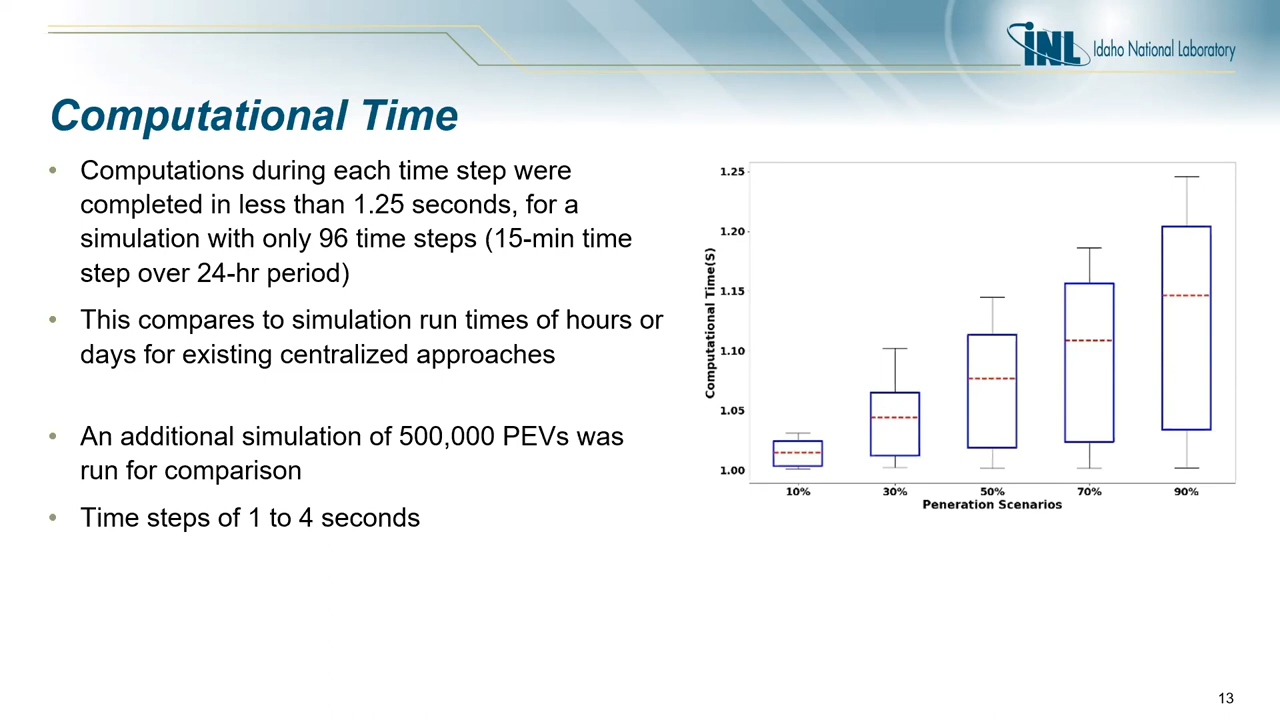 INL Idaho National Laboratory
Computational Time
• Computations during each time step were
completed in less than 1.25 seconds, for a
simulation with only 96 time steps (15-min time
step over 24-hr period)
• This compares to simulation run times of hours or
days for existing centralized approaches
• An additional simulation of 500,000 PEVs was
run for comparison
• Time steps of 1 to 4 seconds
Computational Time(S)
1.25
1.20
1.15
1.10
1.05
1.00
10% 30% 50% 70% 90%
Peneration Scenarios
13